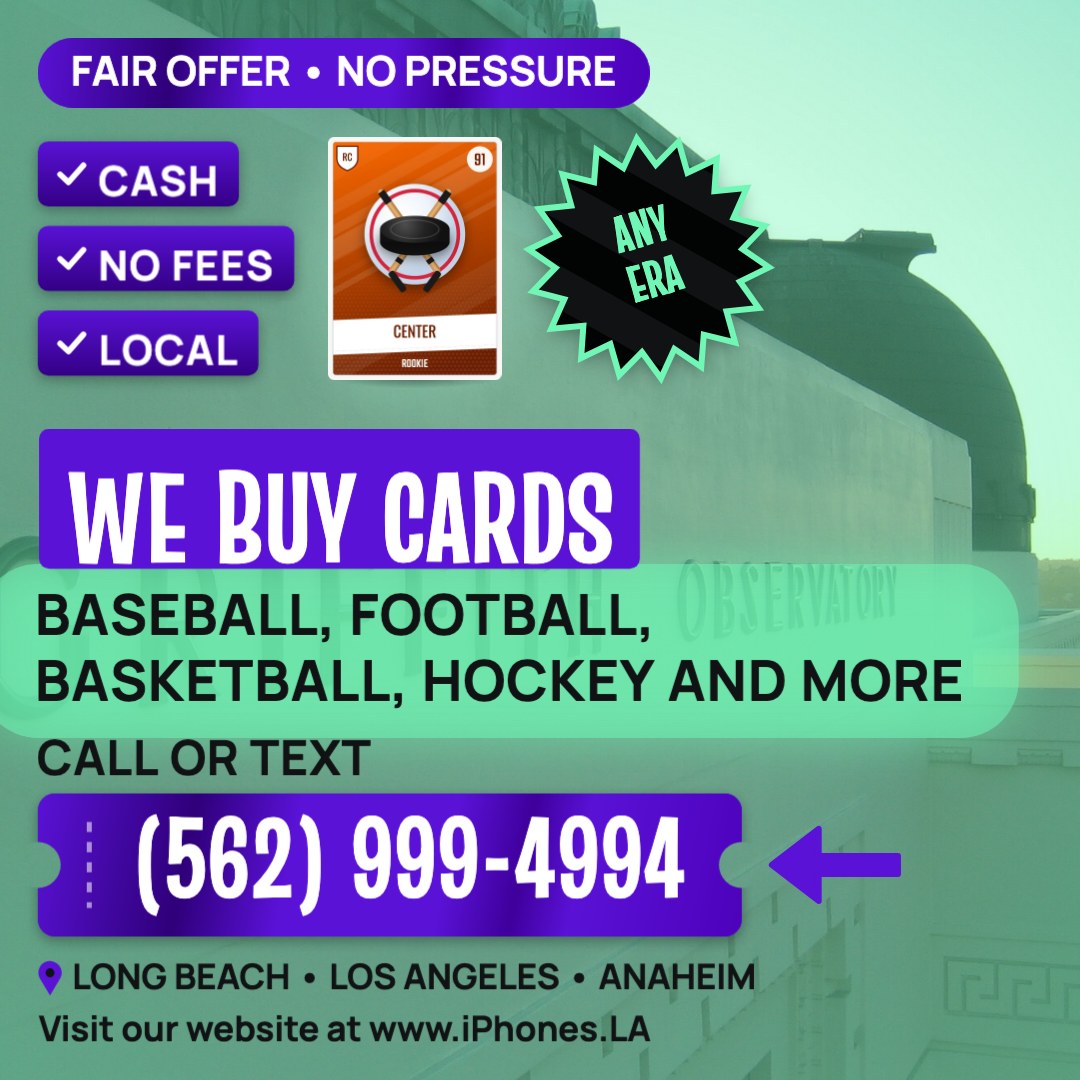 FAIR OFFER • NO PRESSURE
✓ CASH
✓ NO FEES
✓ LOCAL
RC
91
CENTER
ROOKIE
ANY
ERA
WE BUY CARDS
OBSERVATORY
BASEBALL, FOOTBALL,
BASKETBALL, HOCKEY AND MORE
CALL OR TEXT
(562) 999-4994
LONG BEACH • LOS ANGELES • ANAHEIM
Visit our website at www.iPhones.LA